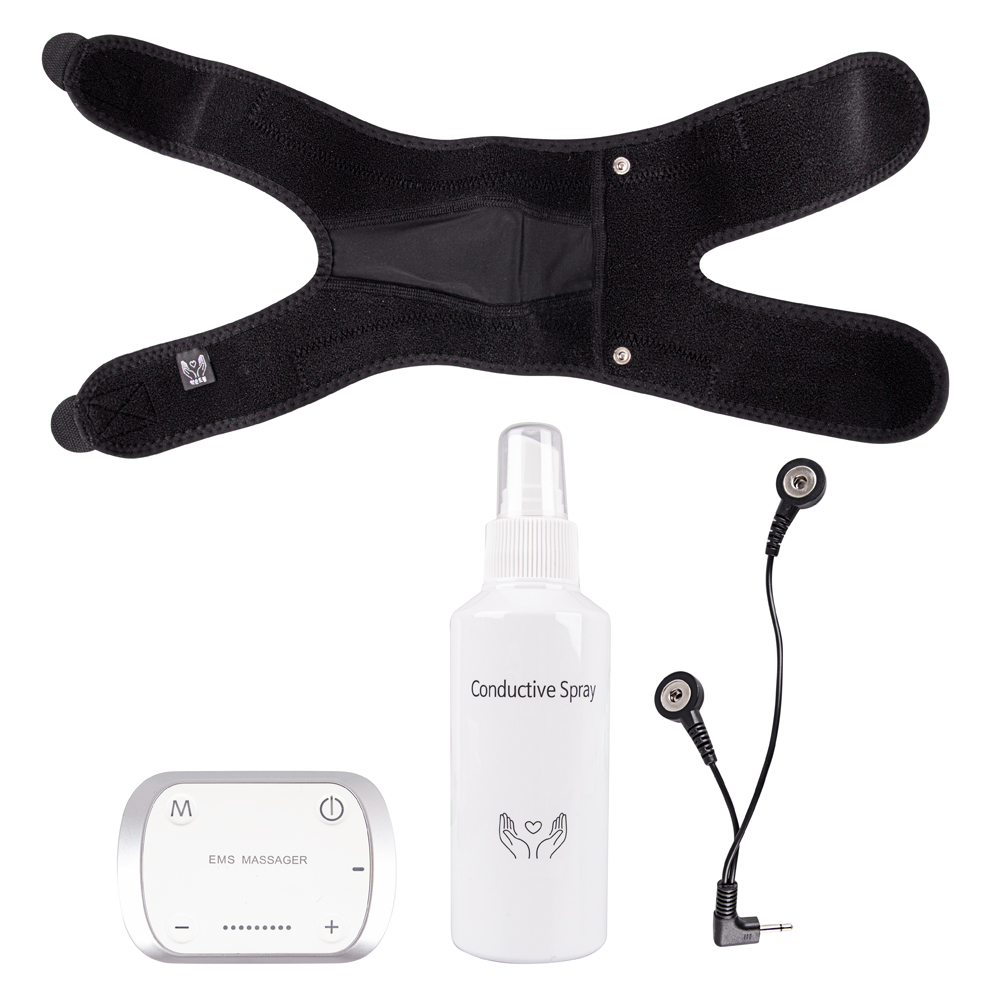 Conductive Spray
M
EMS MASSAGER
− +